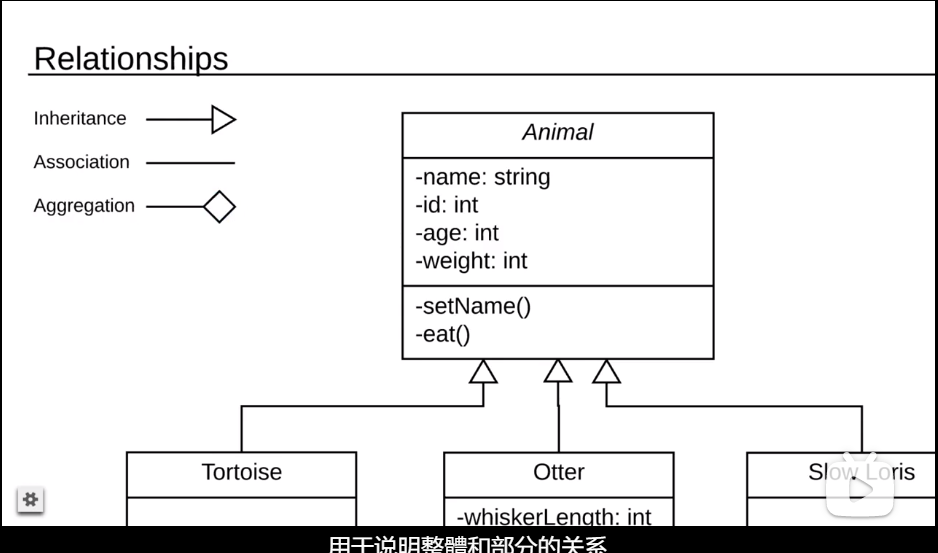 Relationships
Inheritance
Association
Aggregation
Animal
-name: string
-id: int
-age: int
-weight: int
-setName()
-eat()
Tortoise
Otter
Slow Loris
-whiskerLength: int
用于说明整體和部分的关系